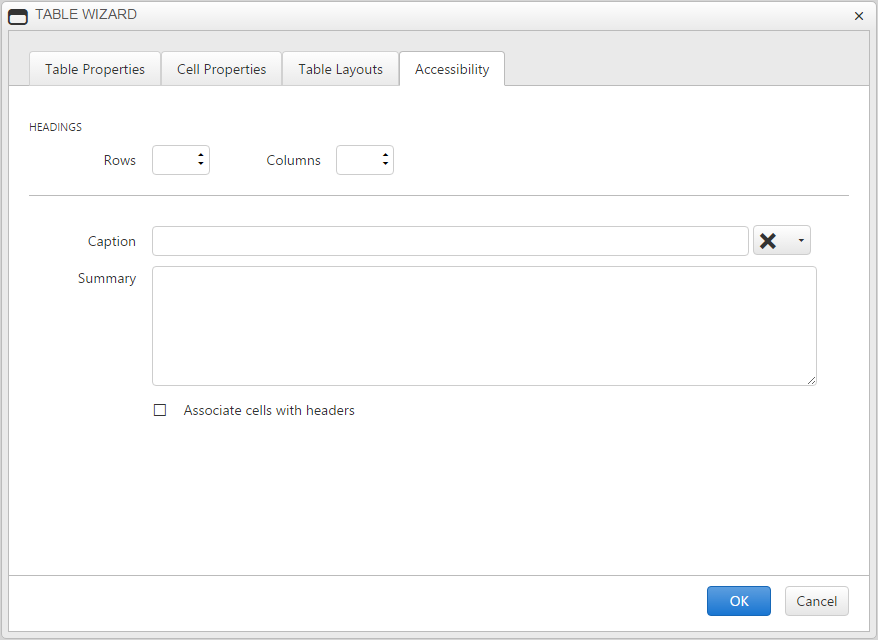 TABLE WIZARD
Table Properties Cell Properties Table Layouts Accessibility
HEADINGS
Rows Columns
Caption
Summary
Associate cells with headers
OK Cancel